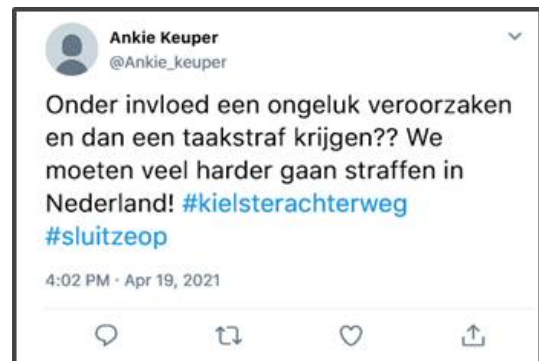 Ankie Keuper
@Ankie_keuper
Onder invloed een ongeluk veroorzaken
en dan een taakstraf krijgen?? We
moeten veel harder gaan straffen in
Nederland! #kielsterachterweg
#sluitzeop
4:02 PM · Apr 19, 2021